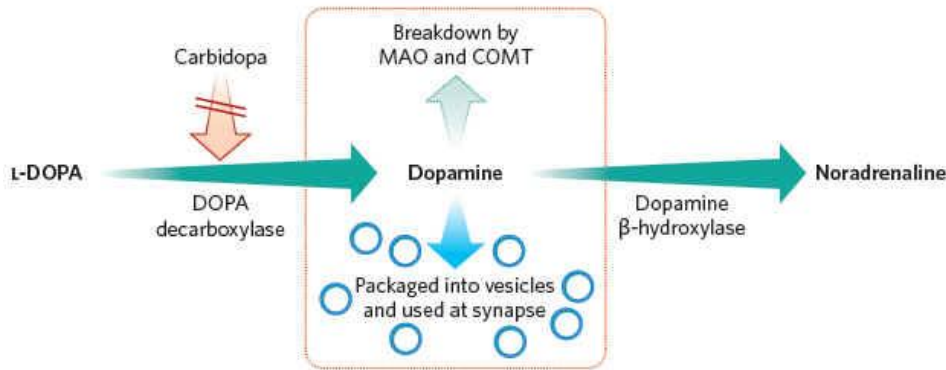 Breakdown by
MAO and COMT
Carbidopa
L-DOPA
Dopamine
Noradrenaline
DOPA
decarboxylase
Dopamine
β-hydroxylase
Packaged into vesicles
and used at synapse